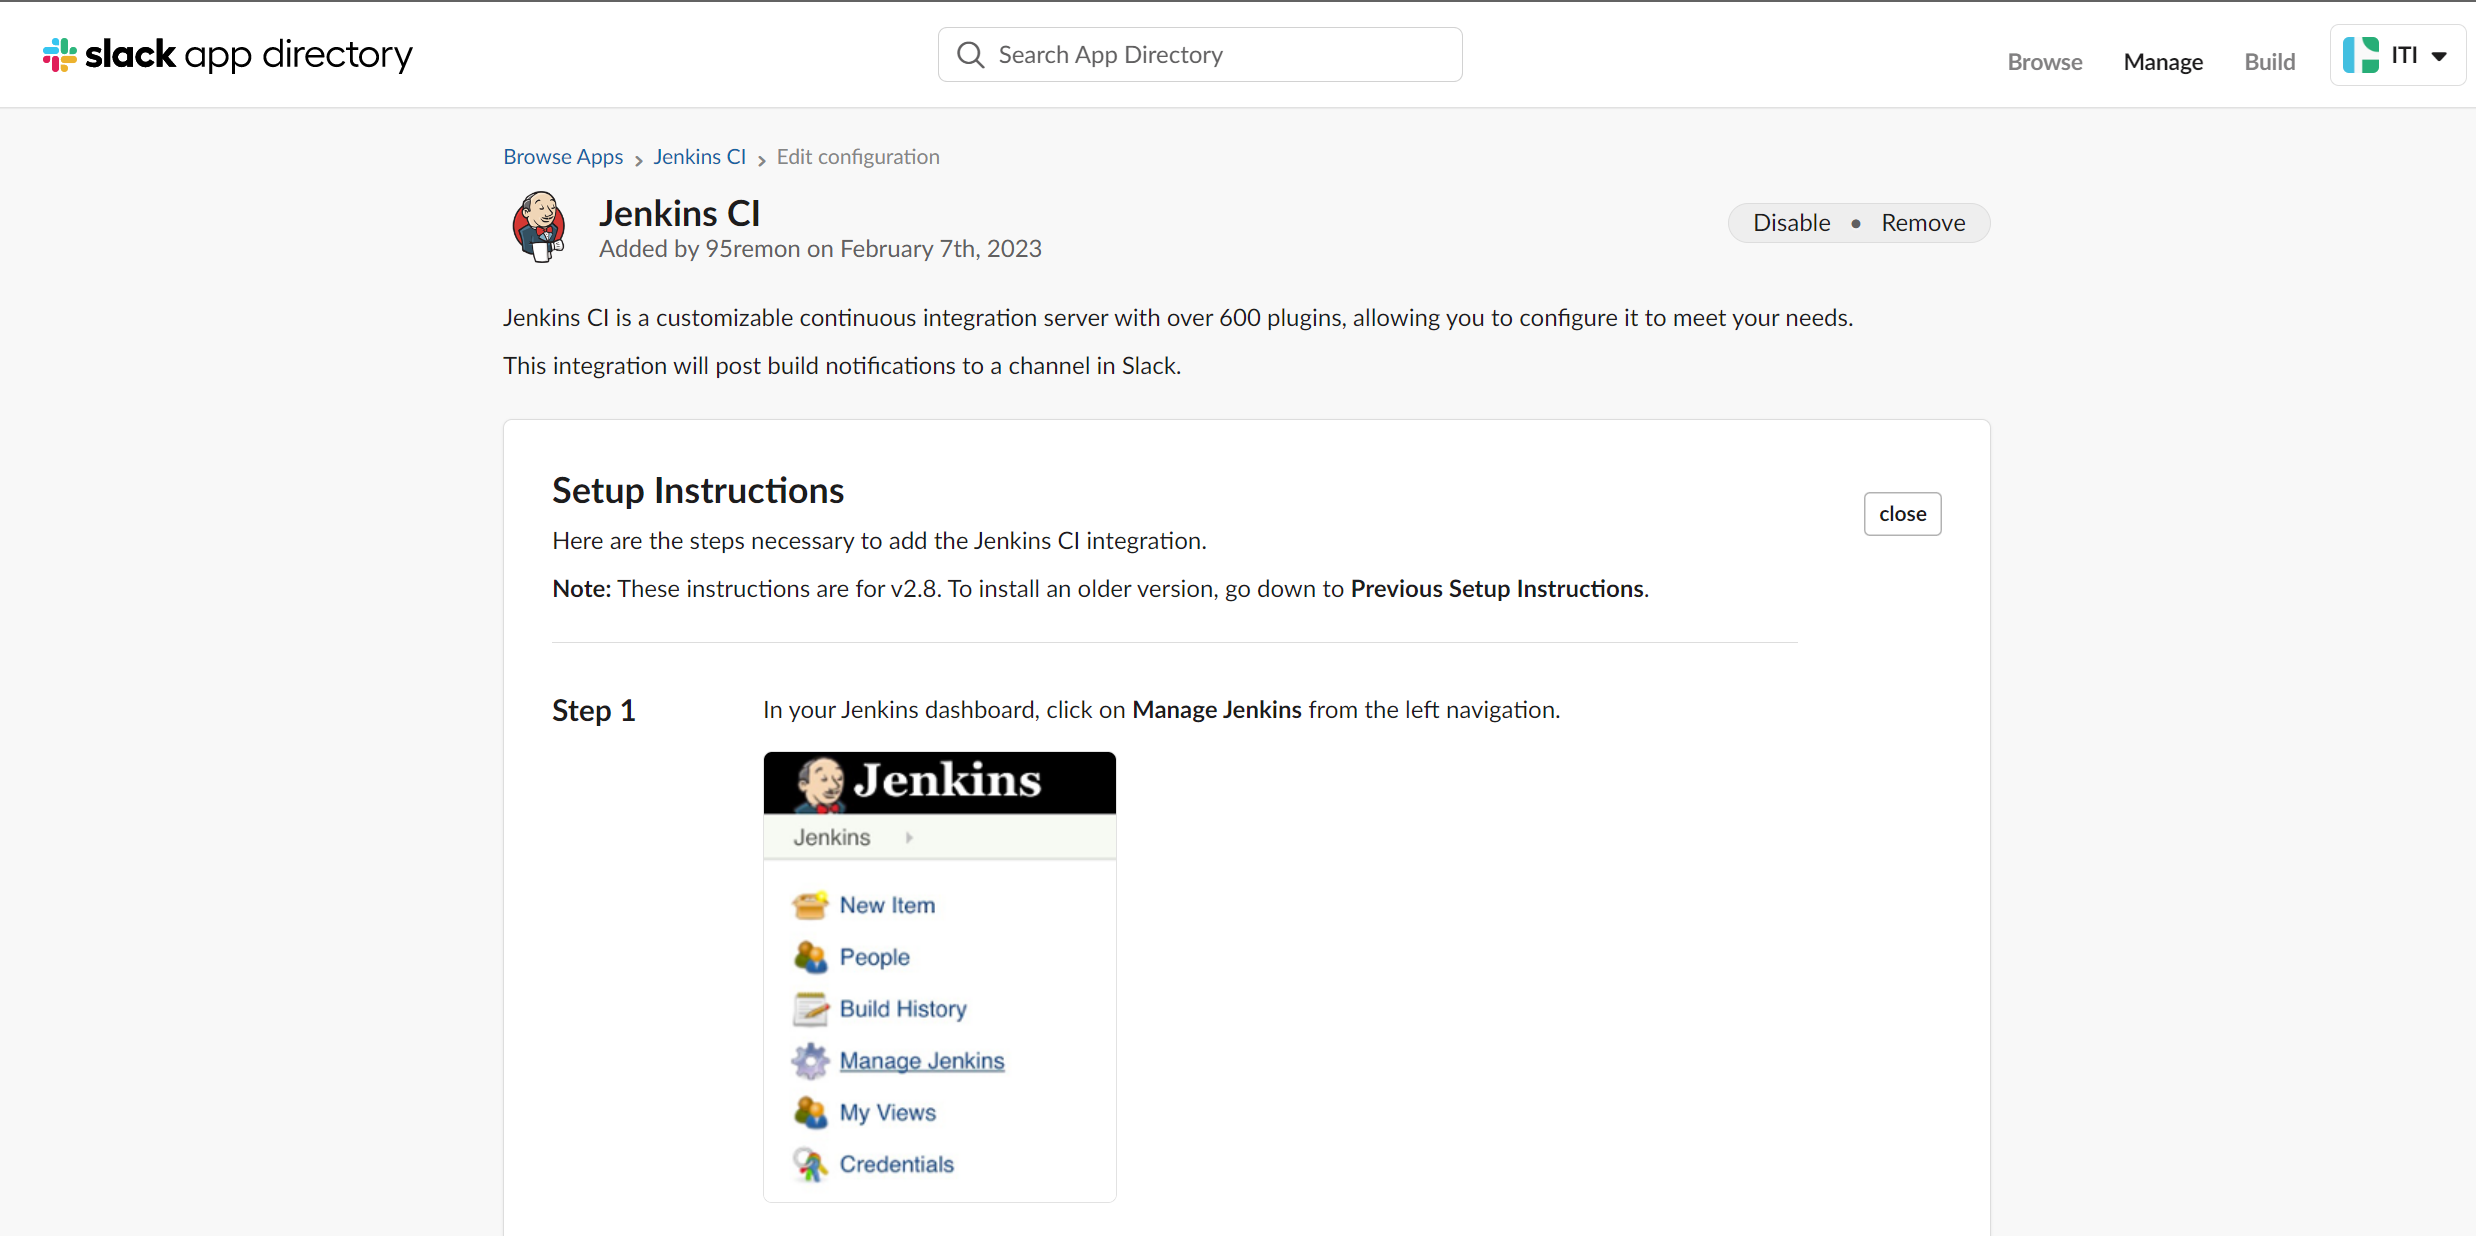 slack app directory
Search App Directory
Browse
Manage
Build
ITI
Browse Apps > Jenkins CI > Edit configuration
Jenkins CI
Added by 95remon on February 7th, 2023
Disable • Remove
Jenkins CI is a customizable continuous integration server with over 600 plugins, allowing you to configure it to meet your needs.
This integration will post build notifications to a channel in Slack.
Setup Instructions
close
Here are the steps necessary to add the Jenkins CI integration.
Note: These instructions are for v2.8. To install an older version, go down to Previous Setup Instructions.
Step 1
In your Jenkins dashboard, click on Manage Jenkins from the left navigation.
Jenkins
Jenkins
New Item
People
Build History
Manage Jenkins
My Views
Credentials